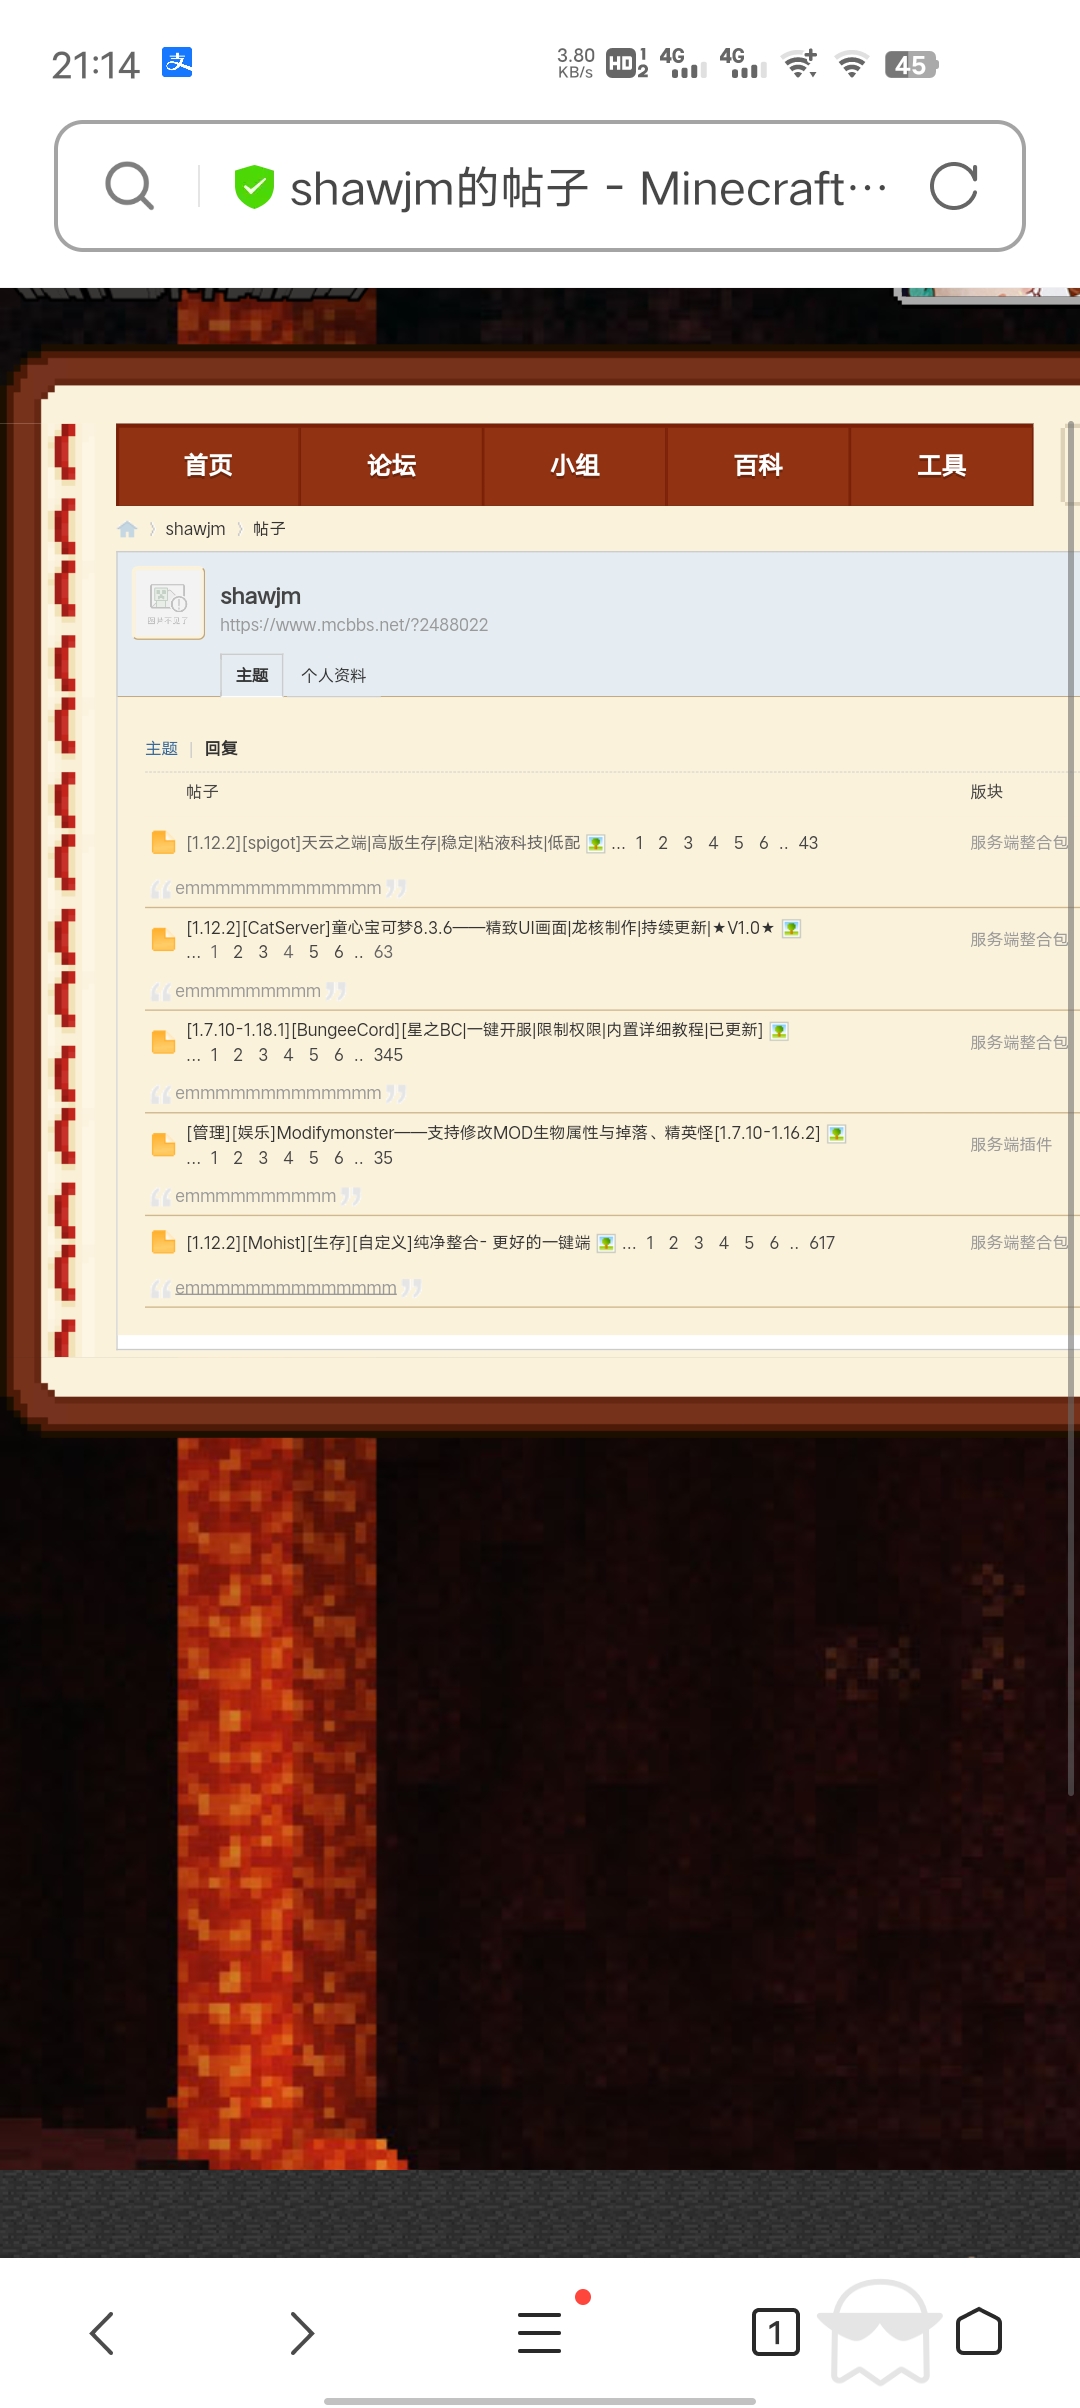 21:14 支 3.80 KB/s HD 1 2 4G 4G 45
shawjm的帖子 - Minecraft···
首页 论坛 小组 百科 工具
shawjm 〉帖子
图片不见了
shawjm
https://www.mcbbs.net/?2488022
主题 个人资料
主题 | 回复
帖子 版块
[1.12.2][spigot]天云之端|高版生存|稳定|粘液科技|低配 ... 1 2 3 4 5 6 .. 43 服务端整合包
emmmmmmmmmmmmmm
[1.12.2][CatServer]童心宝可梦8.3.6——精致UI画面|龙核制作|持续更新|★V1.0★
... 1 2 3 4 5 6 .. 63 服务端整合包
emmmmmmmmmm
[1.7.10-1.18.1][BungeeCord][星之BC|一键开服|限制权限|内置详细教程|已更新]
... 1 2 3 4 5 6 .. 345 服务端整合包
emmmmmmmmmmmmmm
[管理][娱乐]Modifymonster——支持修改MOD生物属性与掉落、精英怪[1.7.10-1.16.2]
... 1 2 3 4 5 6 .. 35 服务端插件
emmmmmmmmmmm
[1.12.2][Mohist][生存][自定义]纯净整合- 更好的一键端 ... 1 2 3 4 5 6 .. 617 服务端整合包
emmmmmmmmmmmmmmm
1